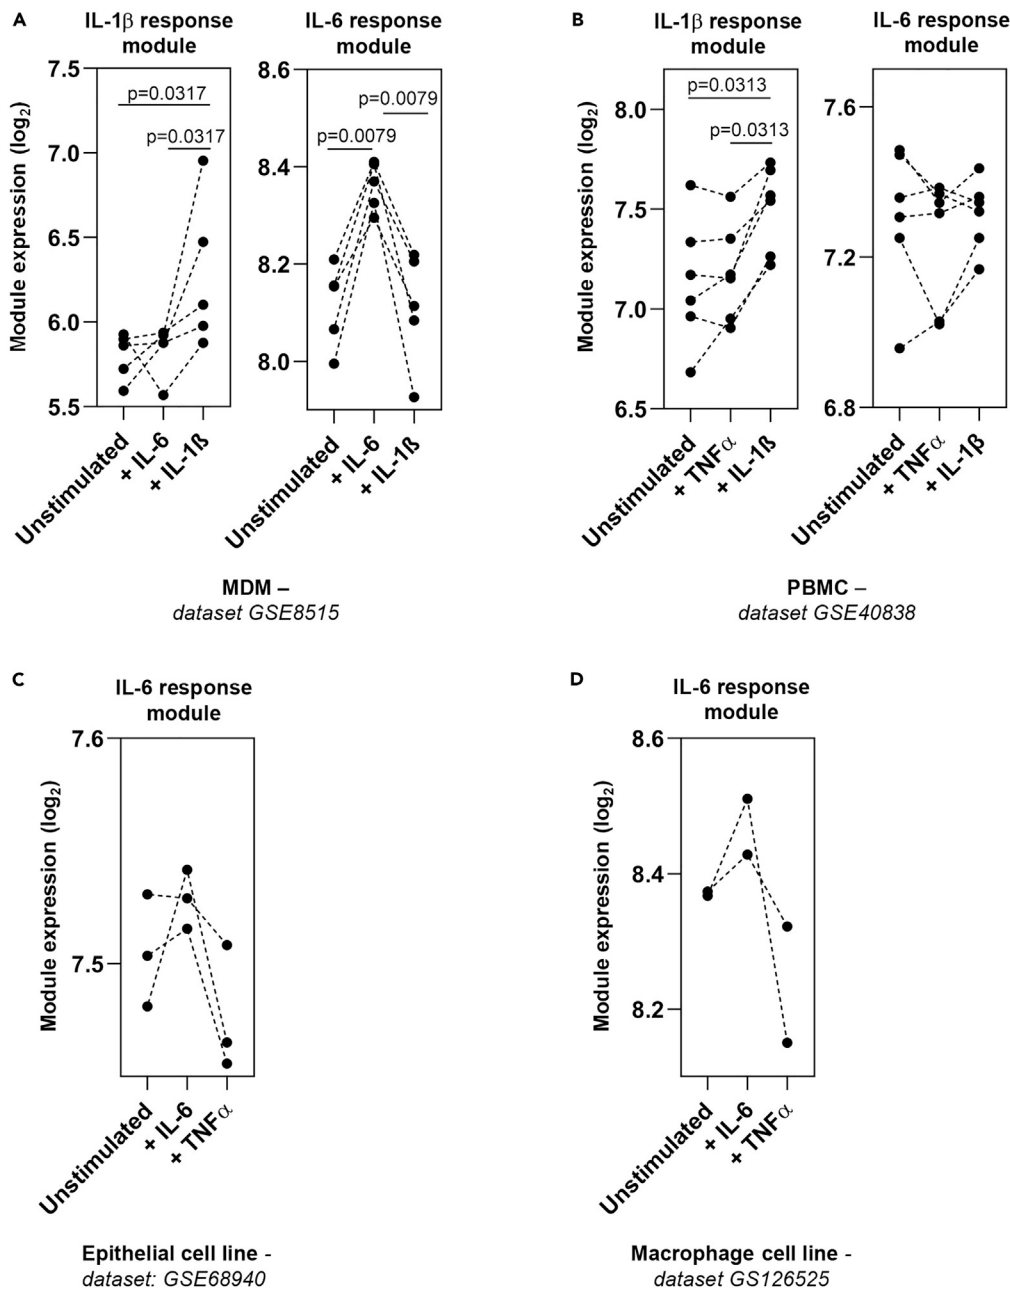 A
IL-1β response
module
IL-6 response
module
Module expression (log2)
7.5
7.0
6.5
6.0
5.5
p=0.0317
p=0.0317
Unstimulated
+ IL-6
+ IL-1ß
8.6
8.4
8.2
8.0
p=0.0079
p=0.0079
Unstimulated
+ IL-6
+ IL-1ß
MDM –
dataset GSE8515
B
IL-1β response
module
IL-6 response
module
Module expression (log2)
8.0
7.5
7.0
6.5
p=0.0313
p=0.0313
Unstimulated
+ TNFα
+ IL-1ß
7.6
7.2
6.8
Unstimulated
+ TNFα
+ IL-1β
PBMC –
dataset GSE40838
C
IL-6 response
module
Module expression (log2)
7.6
7.5
Unstimulated
+ IL-6
+ TNFα
Epithelial cell line -
dataset: GSE68940
D
IL-6 response
module
Module expression (log2)
8.6
8.4
8.2
Unstimulated
+ IL-6
+ TNFα
Macrophage cell line -
dataset GS126525